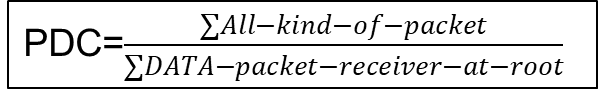 PDC= ∑All−kind−of−packet
∑DATA−packet−receiver−at−root